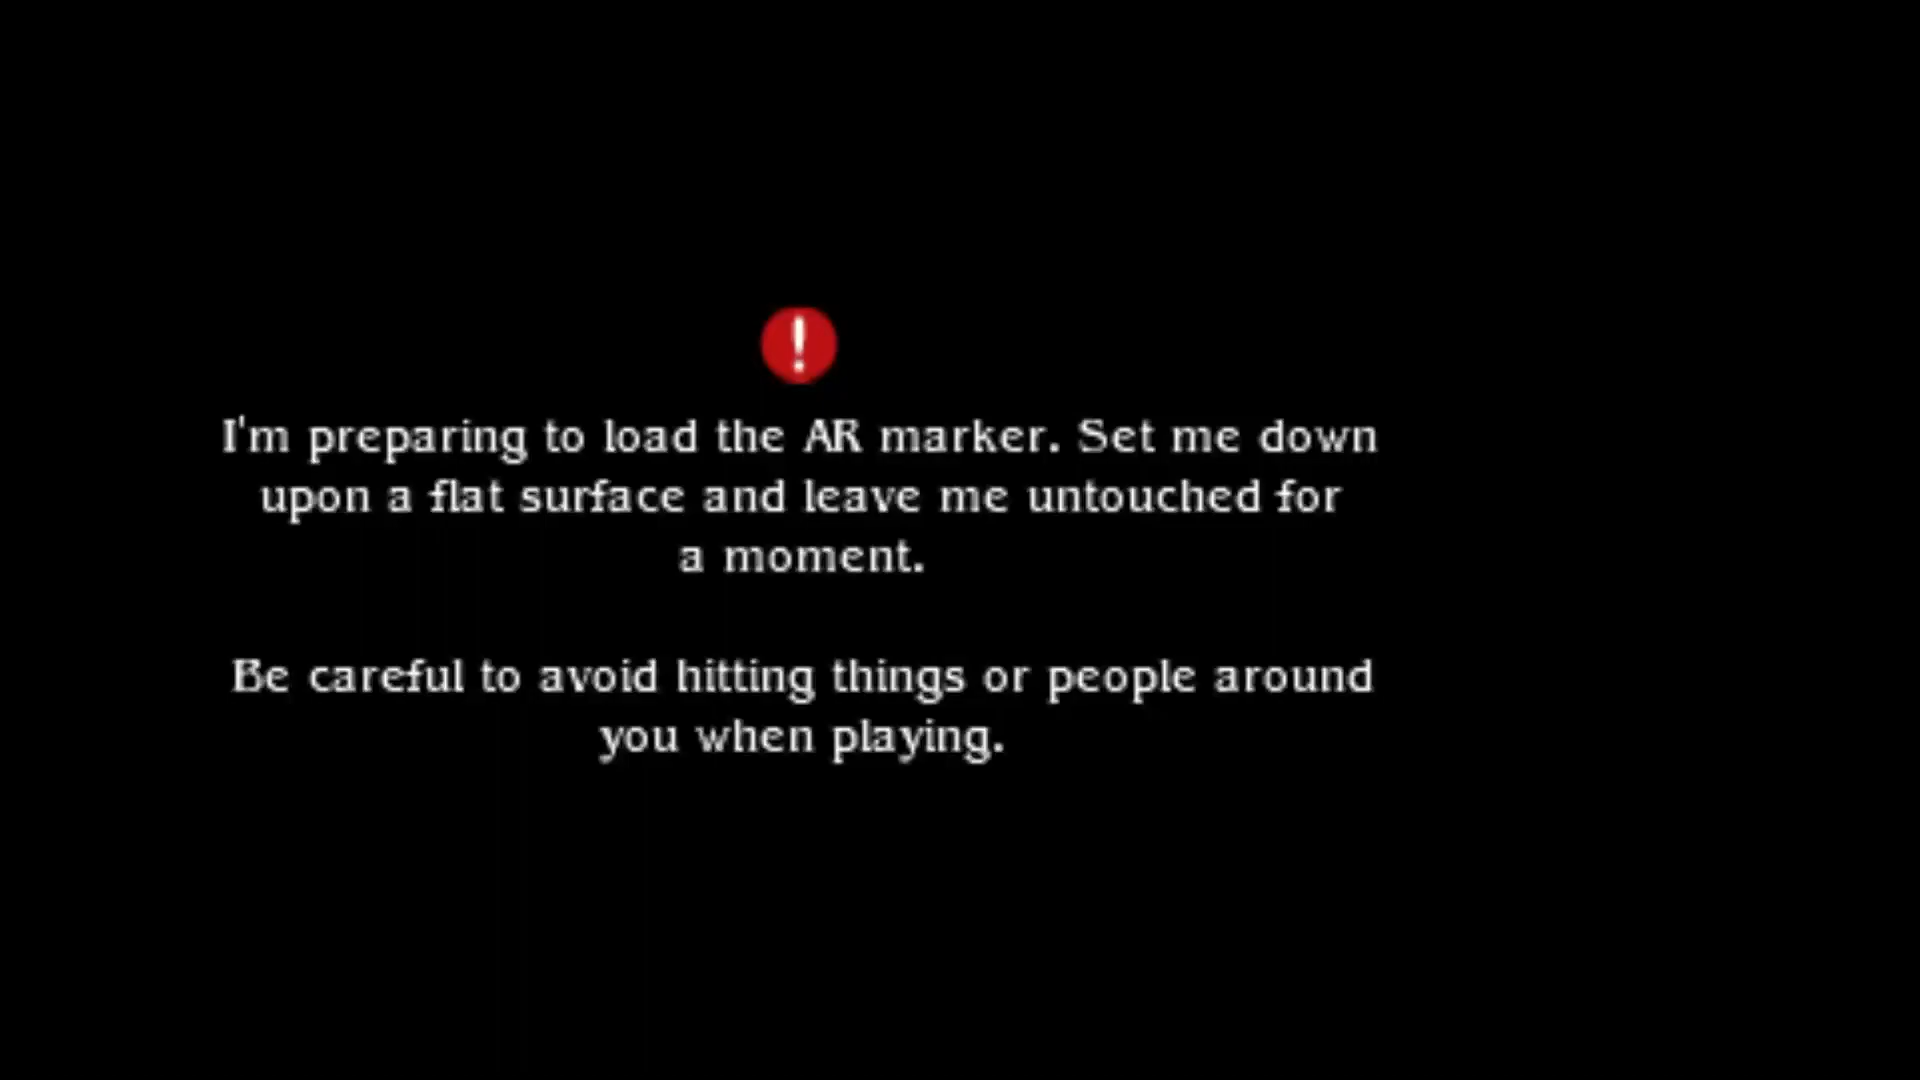 !
I'm preparing to load the AR marker. Set me down
upon a flat surface and leave me untouched for
a moment.
Be careful to avoid hitting things or people around
you when playing.